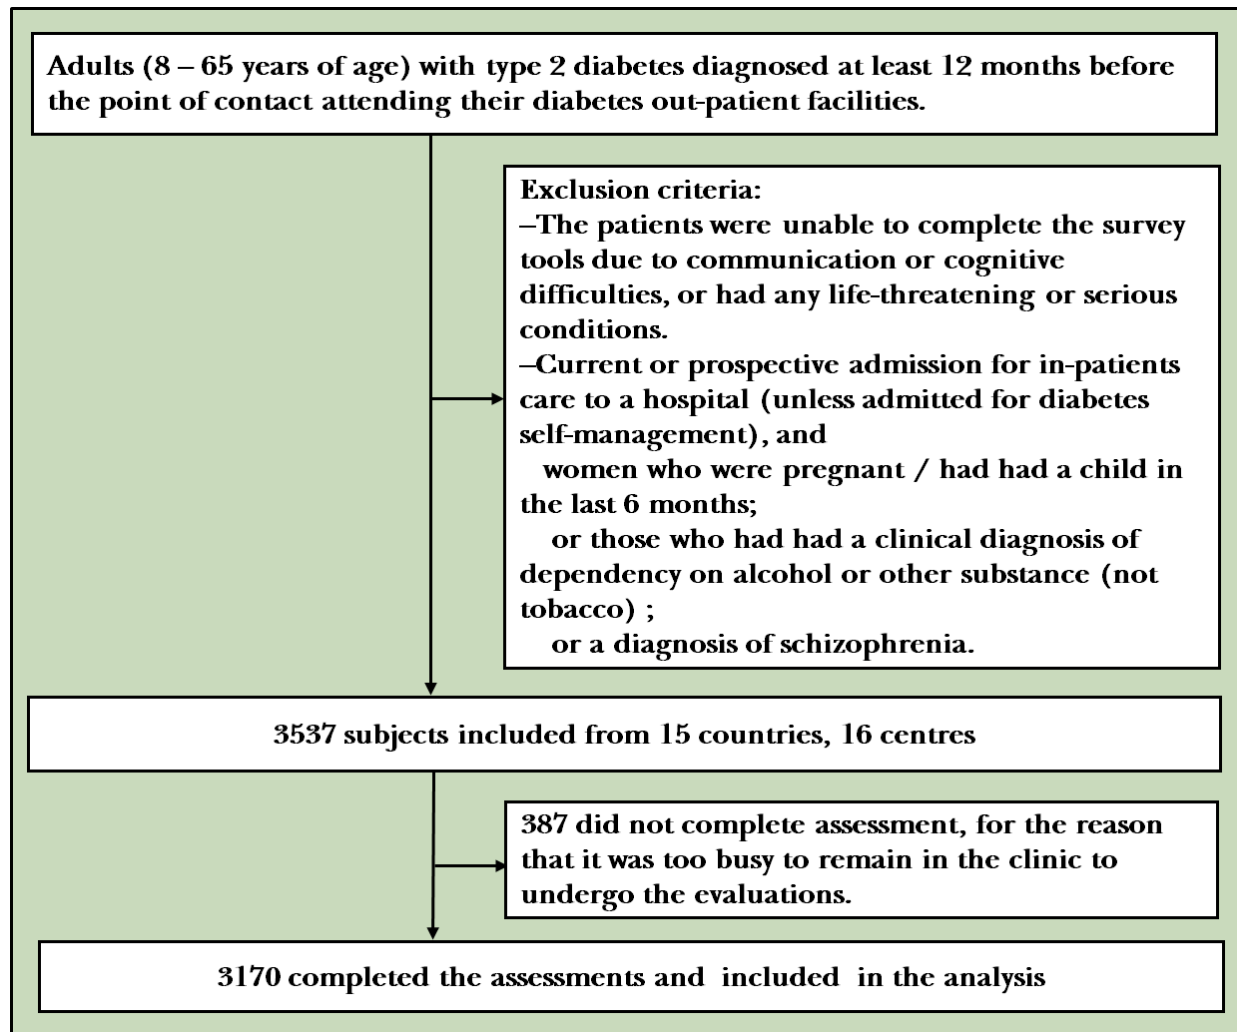 Adults (8 – 65 years of age) with type 2 diabetes diagnosed at least 12 months before
the point of contact attending their diabetes out-patient facilities.
Exclusion criteria:
–The patients were unable to complete the survey
tools due to communication or cognitive
difficulties, or had any life-threatening or serious
conditions.
–Current or prospective admission for in-patients
care to a hospital (unless admitted for diabetes
self-management), and
women who were pregnant / had had a child in
the last 6 months;
or those who had had a clinical diagnosis of
dependency on alcohol or other substance (not
tobacco) ;
or a diagnosis of schizophrenia.
3537 subjects included from 15 countries, 16 centres
387 did not complete assessment, for the reason
that it was too busy to remain in the clinic to
undergo the evaluations.
3170 completed the assessments and included in the analysis